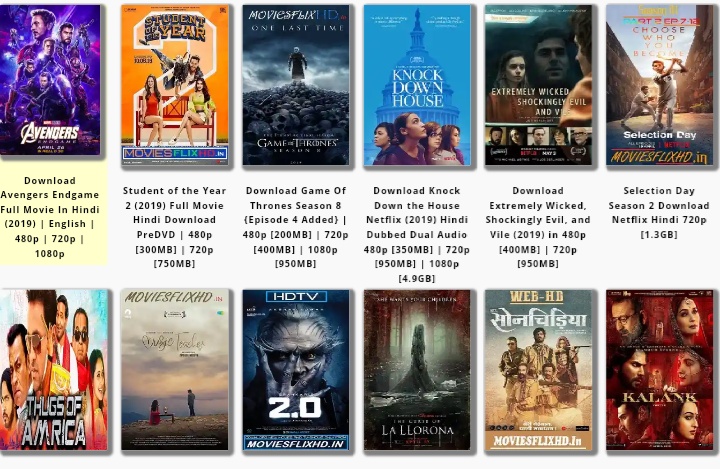 AVENGERS
ENDGAME
APRIL 26
STUDENT
OF THE
YEAR
2
MOVIESFLIXHD.in
MOVIESFLIXHD.in
ONE LAST TIME
GAME OF THRONES
SEASON 8
KNOCK
DOWN
HOUSE
EXTREMELY WICKED,
SHOCKINGLY EVIL
AND VILE
CHOOSE
WHO
YOU
BECOME
Selection Day
MOVIESFLIXHD.in
Download
Avengers Endgame
Full Movie In Hindi
(2019) | English |
480p | 720p |
1080p
Student of the Year
2 (2019) Full Movie
Hindi Download
PreDVD | 480p
[300MB] | 720p
[750MB]
Download Game Of
Thrones Season 8
{Episode 4 Added} |
480p [200MB] | 720p
[400MB] | 1080p
[950MB]
Download Knock
Down the House
Netflix (2019) Hindi
Dubbed Dual Audio
480p [350MB] | 720p
[950MB] | 1080p
[4.9GB]
Download
Extremely Wicked,
Shockingly Evil, and
Vile (2019) in 480p
[400MB] | 720p
[950MB]
Selection Day
Season 2 Download
Netflix Hindi 720p
[1.3GB]
THUGS OF
AMRICA
MOVIESFLIXHD.in
HDTV
2.0
MOVIESFLIXHD.IN
SHE WANTS YOUR CHILDREN
THE CURSE OF
LA LLORONA
WEB-HD
सोनचिड़िया
MOVIESFLIXHD.In
KALANK